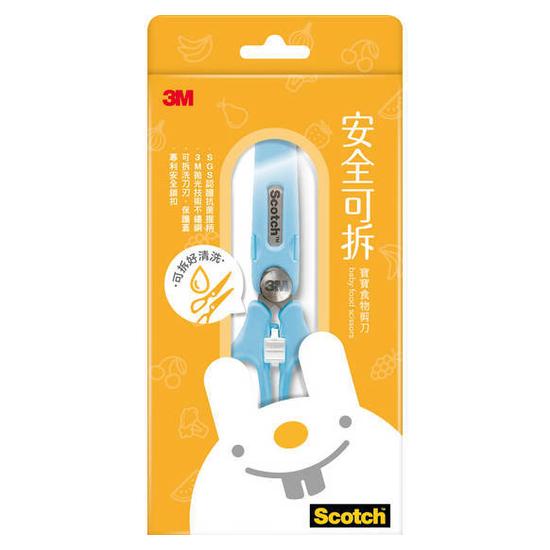 3M
安全可拆
寶寶食物剪刀
baby food scissors
SGS認證抗菌握柄
3M拋光技術不鏽鋼
可拆洗刀刃、保護蓋
專利安全鎖扣
Scotch™
可拆好清洗
3M
Scotch